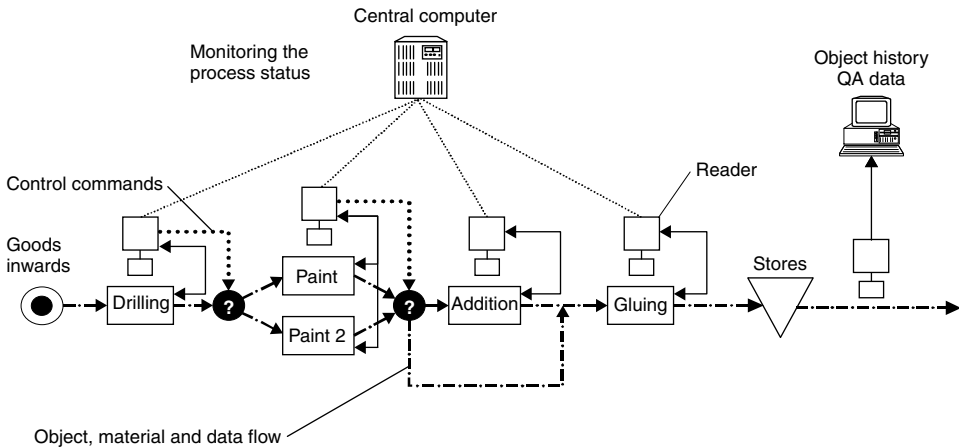 Central computer
Monitoring the
process status
Object history
QA data
Control commands
Reader
Goods
inwards
Stores
Drilling
?
Paint
Paint 2
?
Addition
Gluing
Object, material and data flow